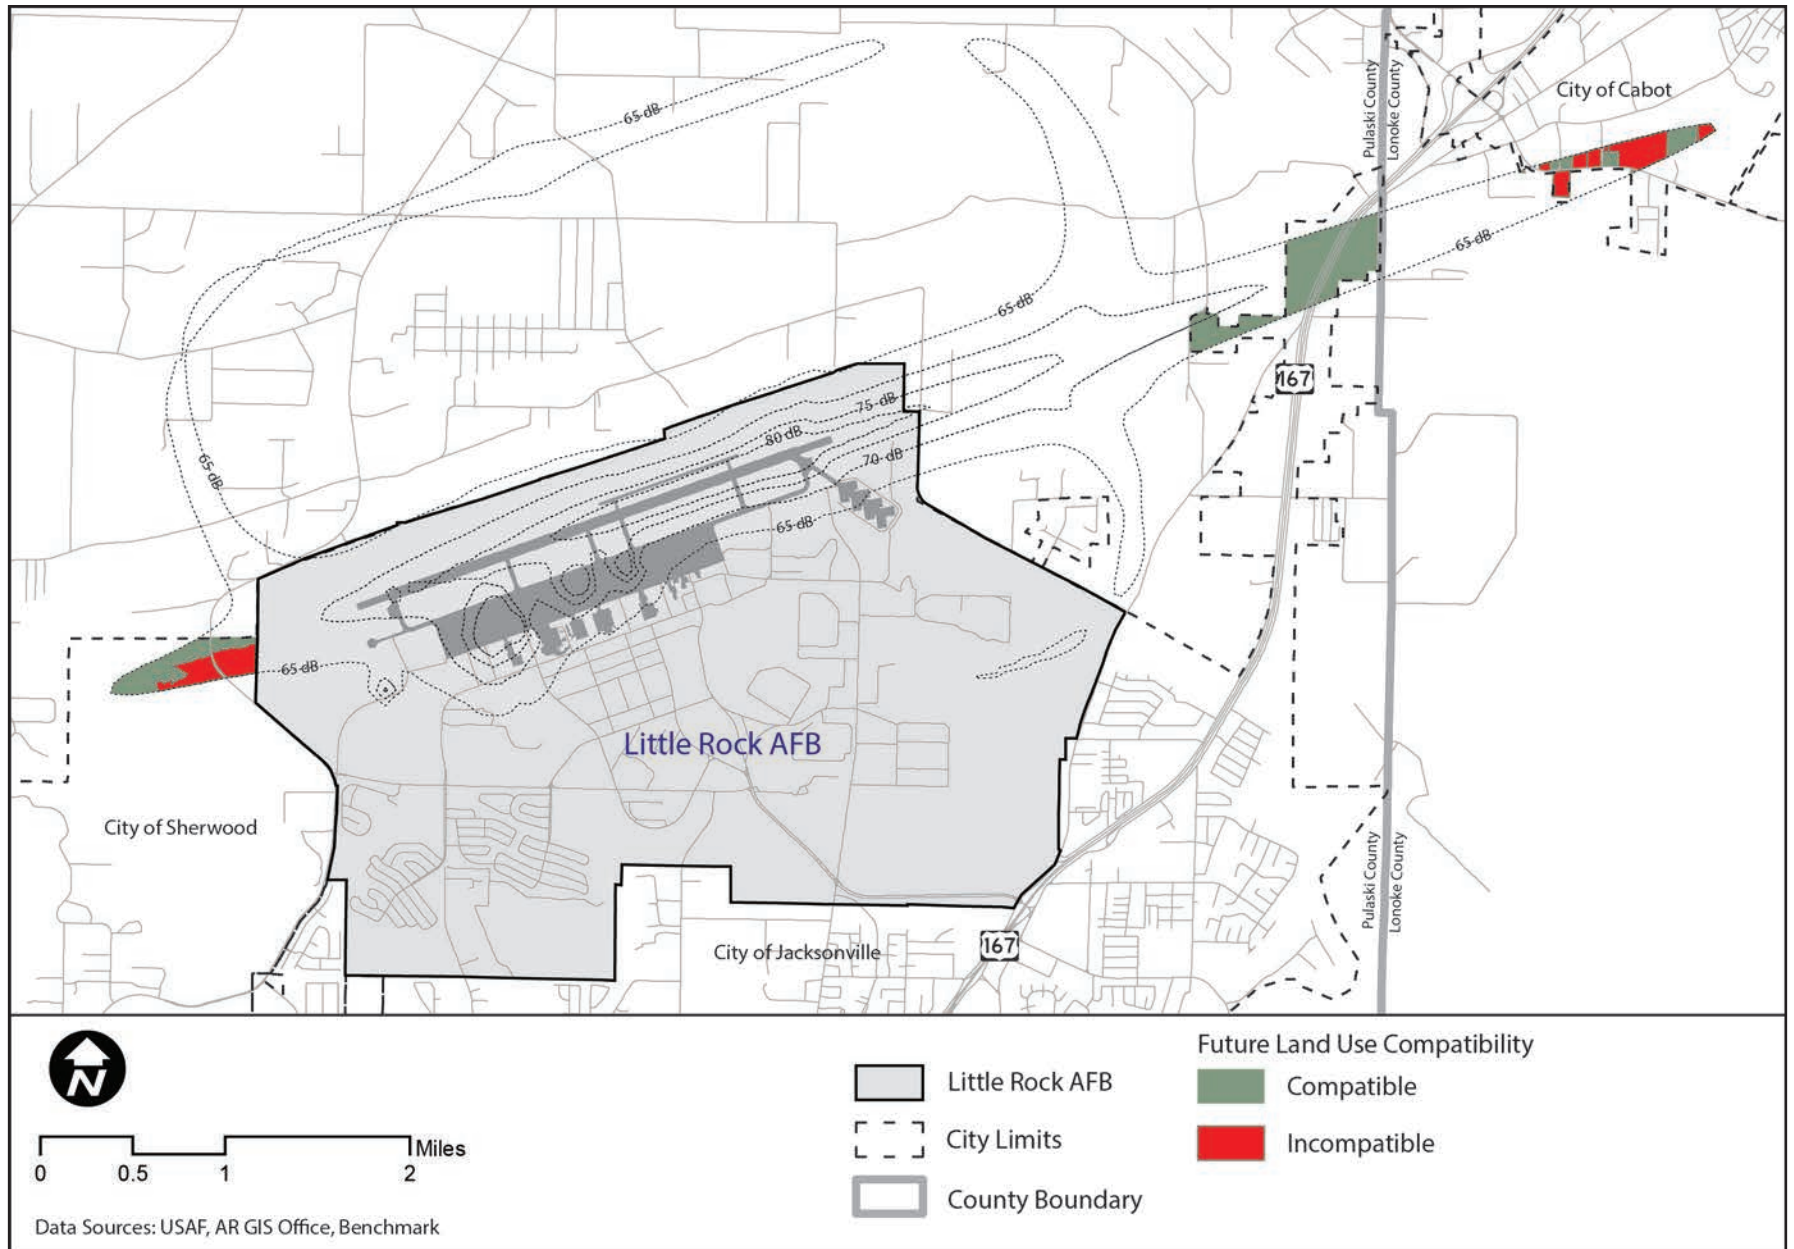 65 dB
Pulaski County
Lonoke County
City of Cabot
65 dB
65 dB
167
75 dB
80 dB
70 dB
65 dB
65 dB
65 dB
Little Rock AFB
City of Sherwood
Pulaski County
Lonoke County
City of Jacksonville
167
N
Miles
0 0.5 1 2
Data Sources: USAF, AR GIS Office, Benchmark
Little Rock AFB
City Limits
County Boundary
Future Land Use Compatibility
Compatible
Incompatible